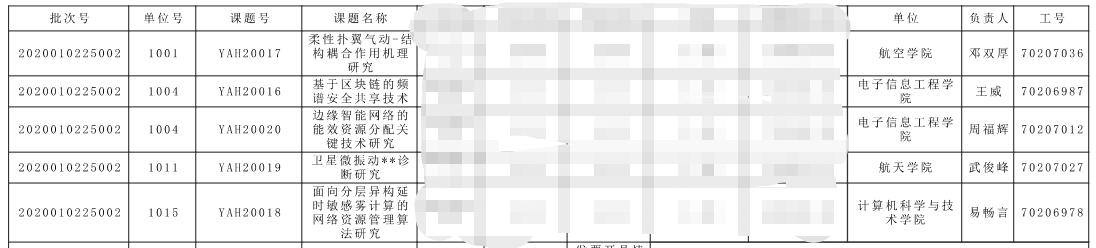 批次号 单位号 课题号 课题名称 单位 负责人 工号
2020010225002 1001 YAH20017 柔性扑翼气动-结 航空学院 邓双厚 70207036
构耦合作用机理
研究
2020010225002 1004 YAH20016 基于区块链的频 电子信息工程学 王威 70206987
谱安全共享技术 院
2020010225002 1004 YAH20020 边缘智能网络的 电子信息工程学 周福辉 70207012
能效资源分配关 院
键技术研究
2020010225002 1011 YAH20019 卫星微振动**诊 航天学院 武俊峰 70207027
断研究
2020010225002 1015 YAH20018 面向分层异构延 计算机科学与技 易畅言 70206978
时敏感雾计算的 术学院
网络资源管理算
法研究